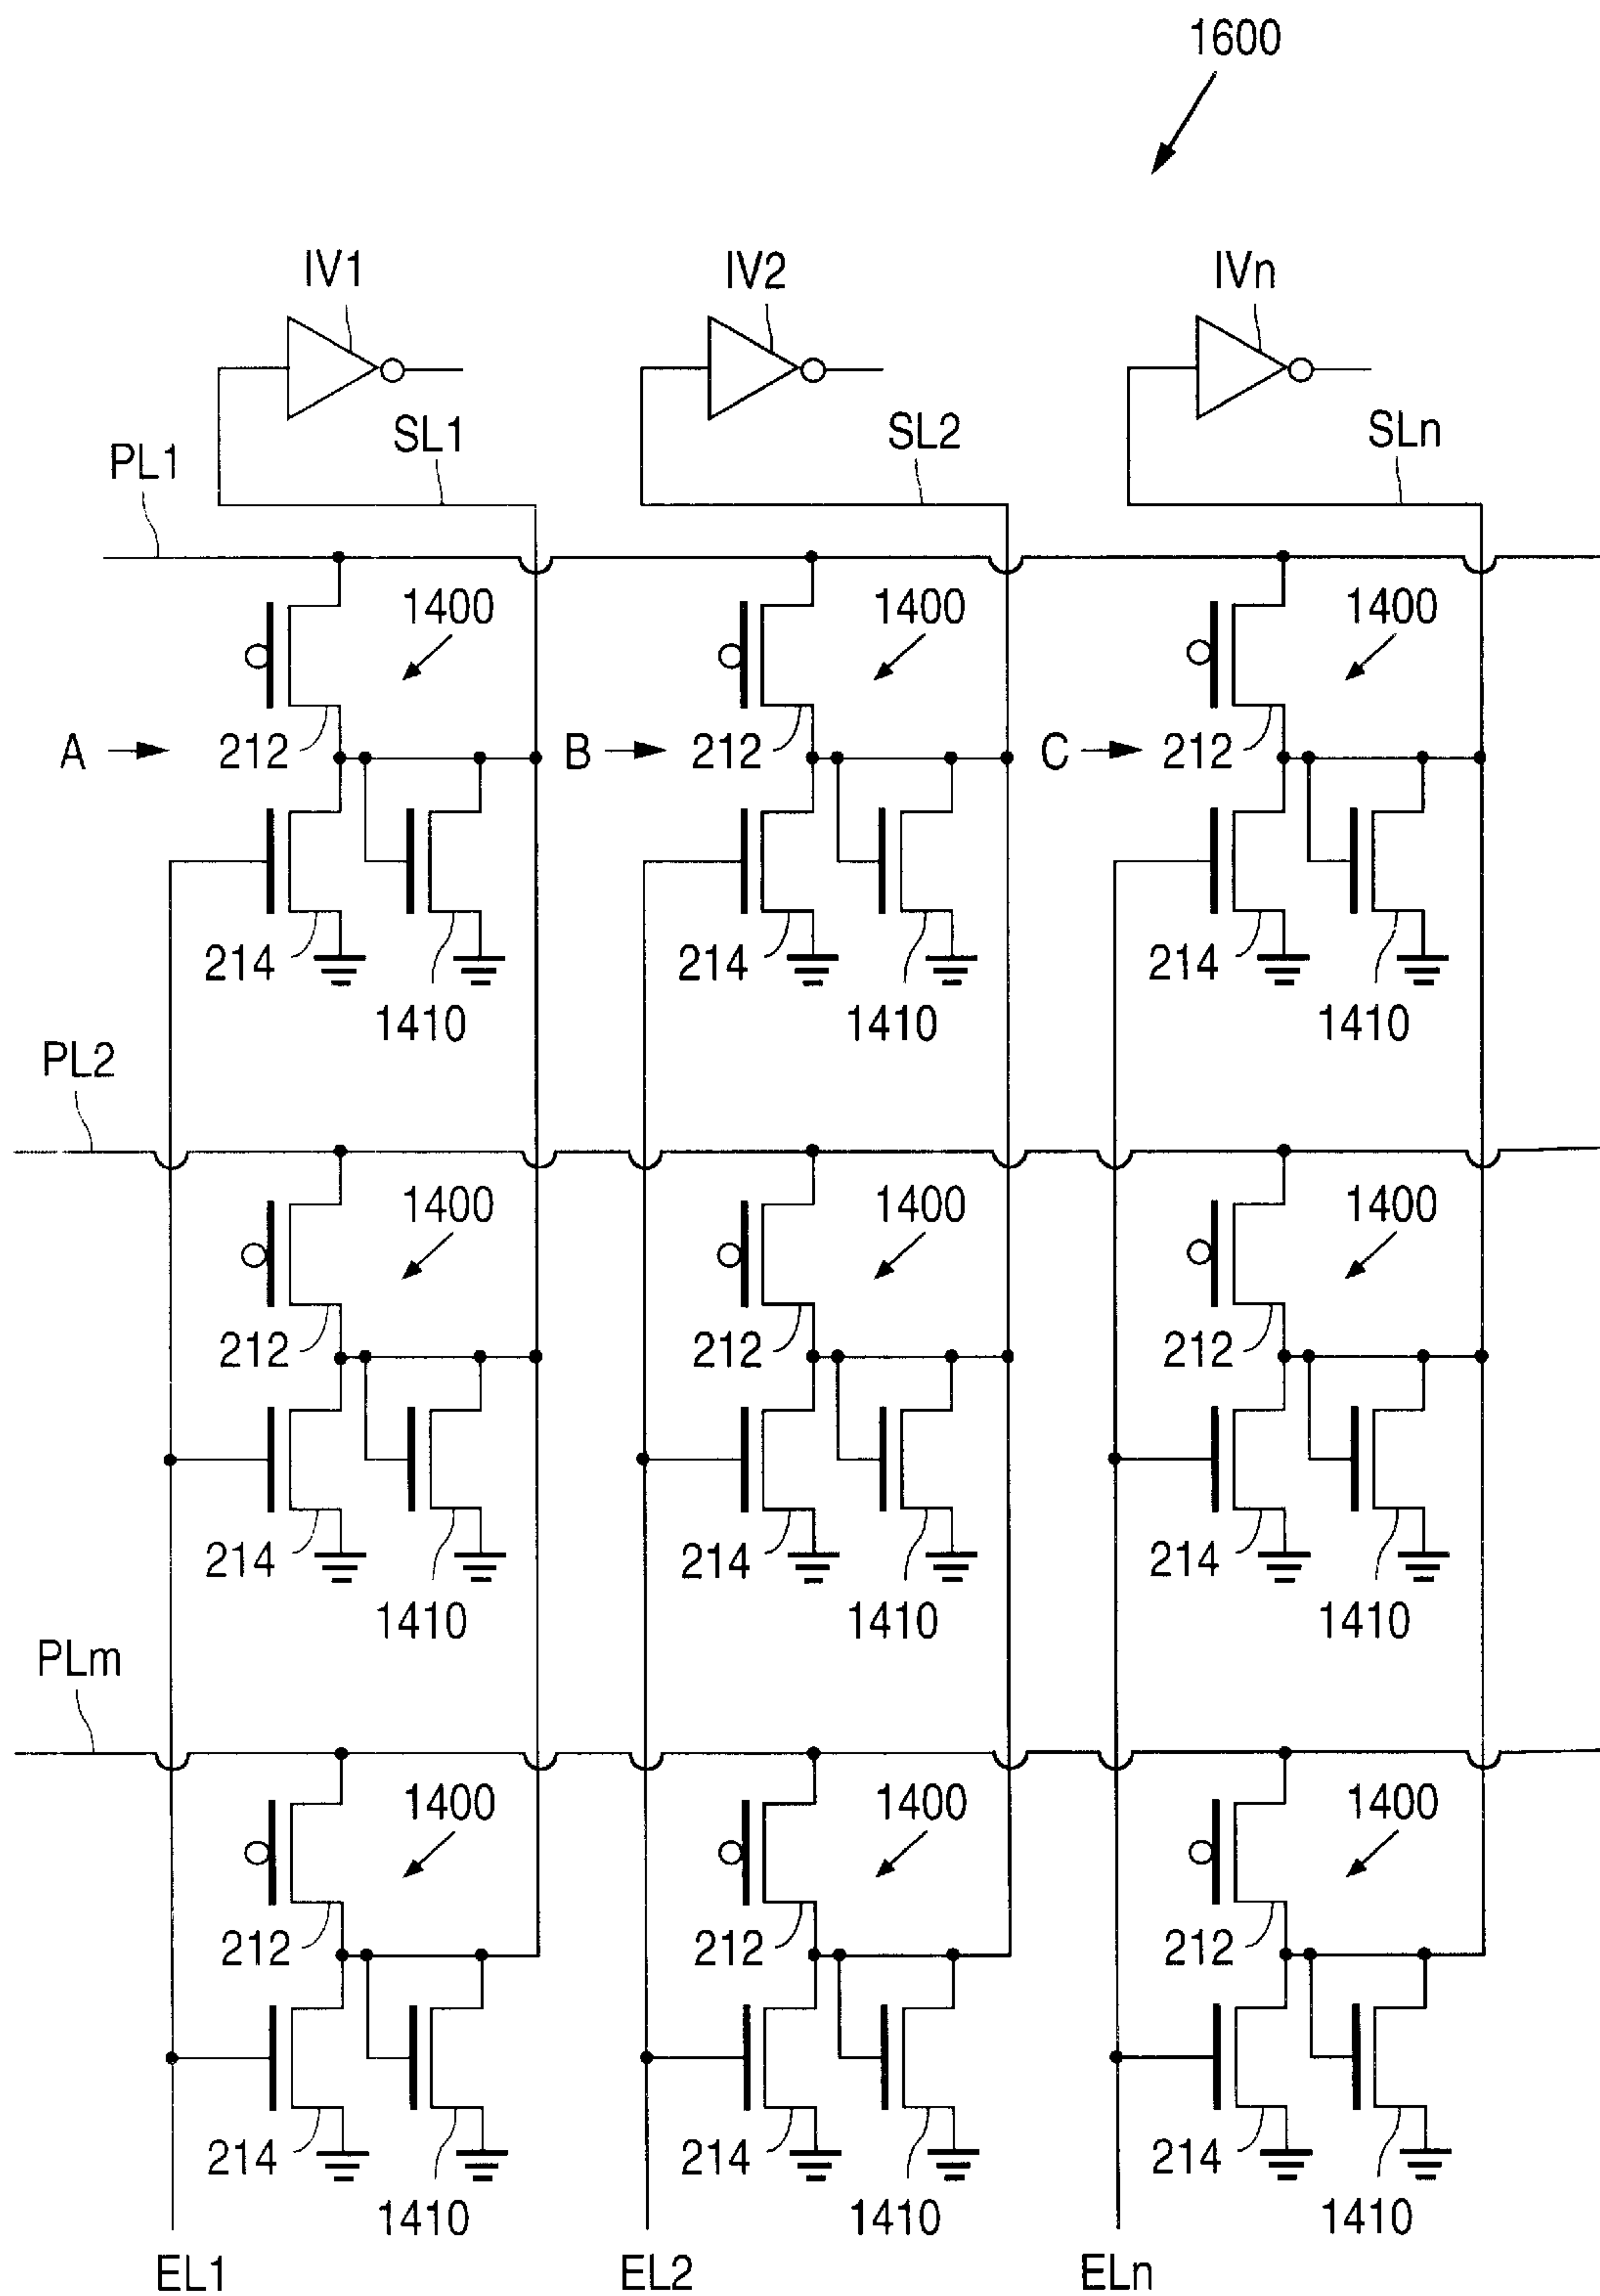 1600
IV1 IV2 IVn
SL1 SL2 SLn
PL1
1400 1400 1400
A 212 B 212 C 212
214 214 214
1410 1410 1410
PL2
1400 1400 1400
212 212 212
214 214 214
1410 1410 1410
PLm
1400 1400 1400
212 212 212
214 214 214
1410 1410 1410
EL1 EL2 ELn